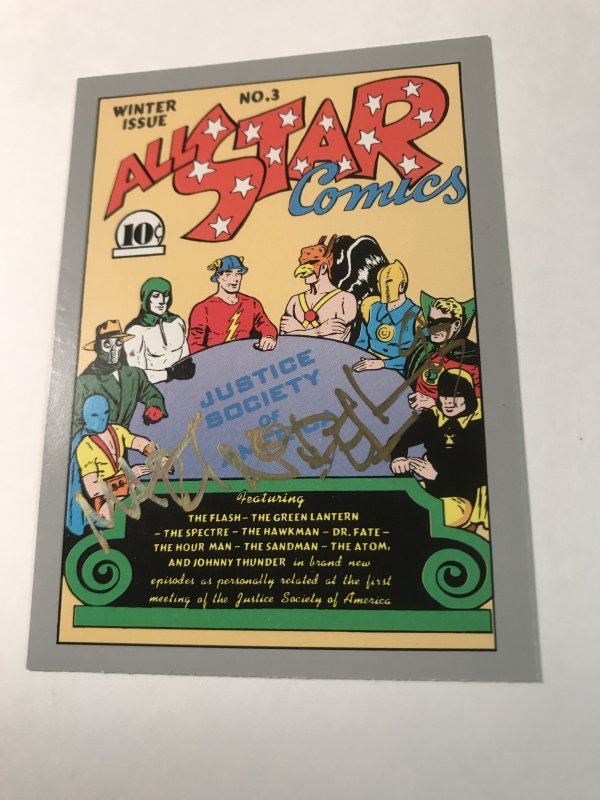 WINTER ISSUE
NO.3
ALL STAR
Comics
10¢
JUSTICE
SOCIETY
OF
AMERICA
Featuring
THE FLASH – THE GREEN LANTERN
– THE SPECTRE – THE HAWKMAN – DR. FATE –
THE HOUR MAN – THE SANDMAN – THE ATOM,
AND JOHNNY THUNDER in brand new
episodes as personally related at the first
meeting of the Justice Society of America